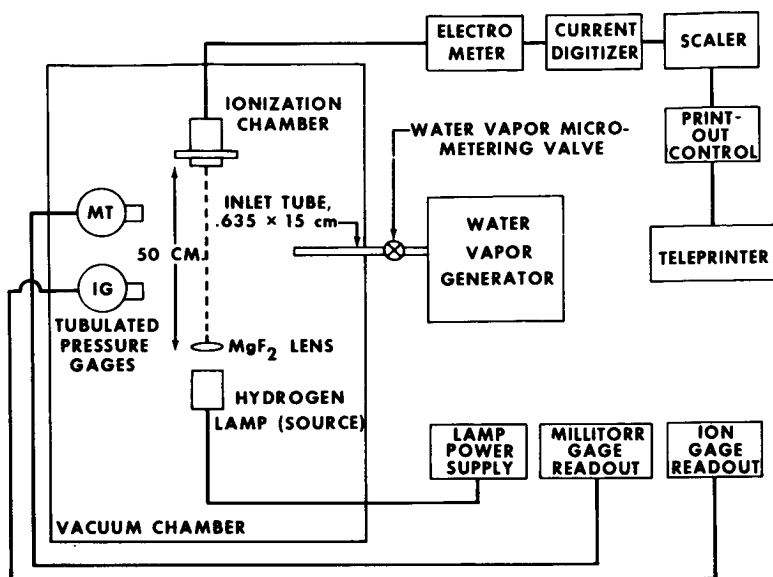 ELECTRO
METER
CURRENT
DIGITIZER
SCALER
IONIZATION
CHAMBER
WATER VAPOR MICRO-
METERING VALVE
PRINT-
OUT
CONTROL
MT
INLET TUBE,
.635 × 15 cm
WATER
VAPOR
GENERATOR
TELEPRINTER
50 CM.
IG
TUBULATED
PRESSURE
GAGES
MgF₂ LENS
HYDROGEN
LAMP (SOURCE)
LAMP
POWER
SUPPLY
MILLITORR
GAGE
READOUT
ION
GAGE
READOUT
VACUUM CHAMBER